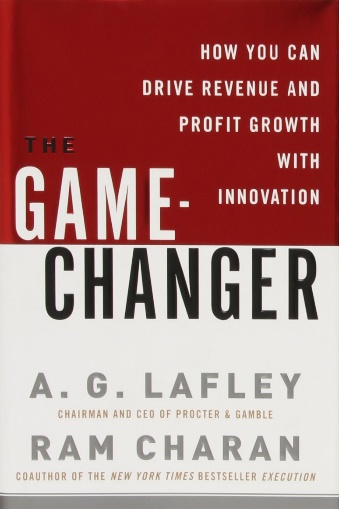 HOW YOU CAN
DRIVE REVENUE AND
PROFIT GROWTH
WITH
INNOVATION
THE
GAME-
CHANGER
A. G. LAFLEY
CHAIRMAN AND CEO OF PROCTER & GAMBLE
RAM CHARAN
COAUTHOR OF THE NEW YORK TIMES BESTSELLER EXECUTION